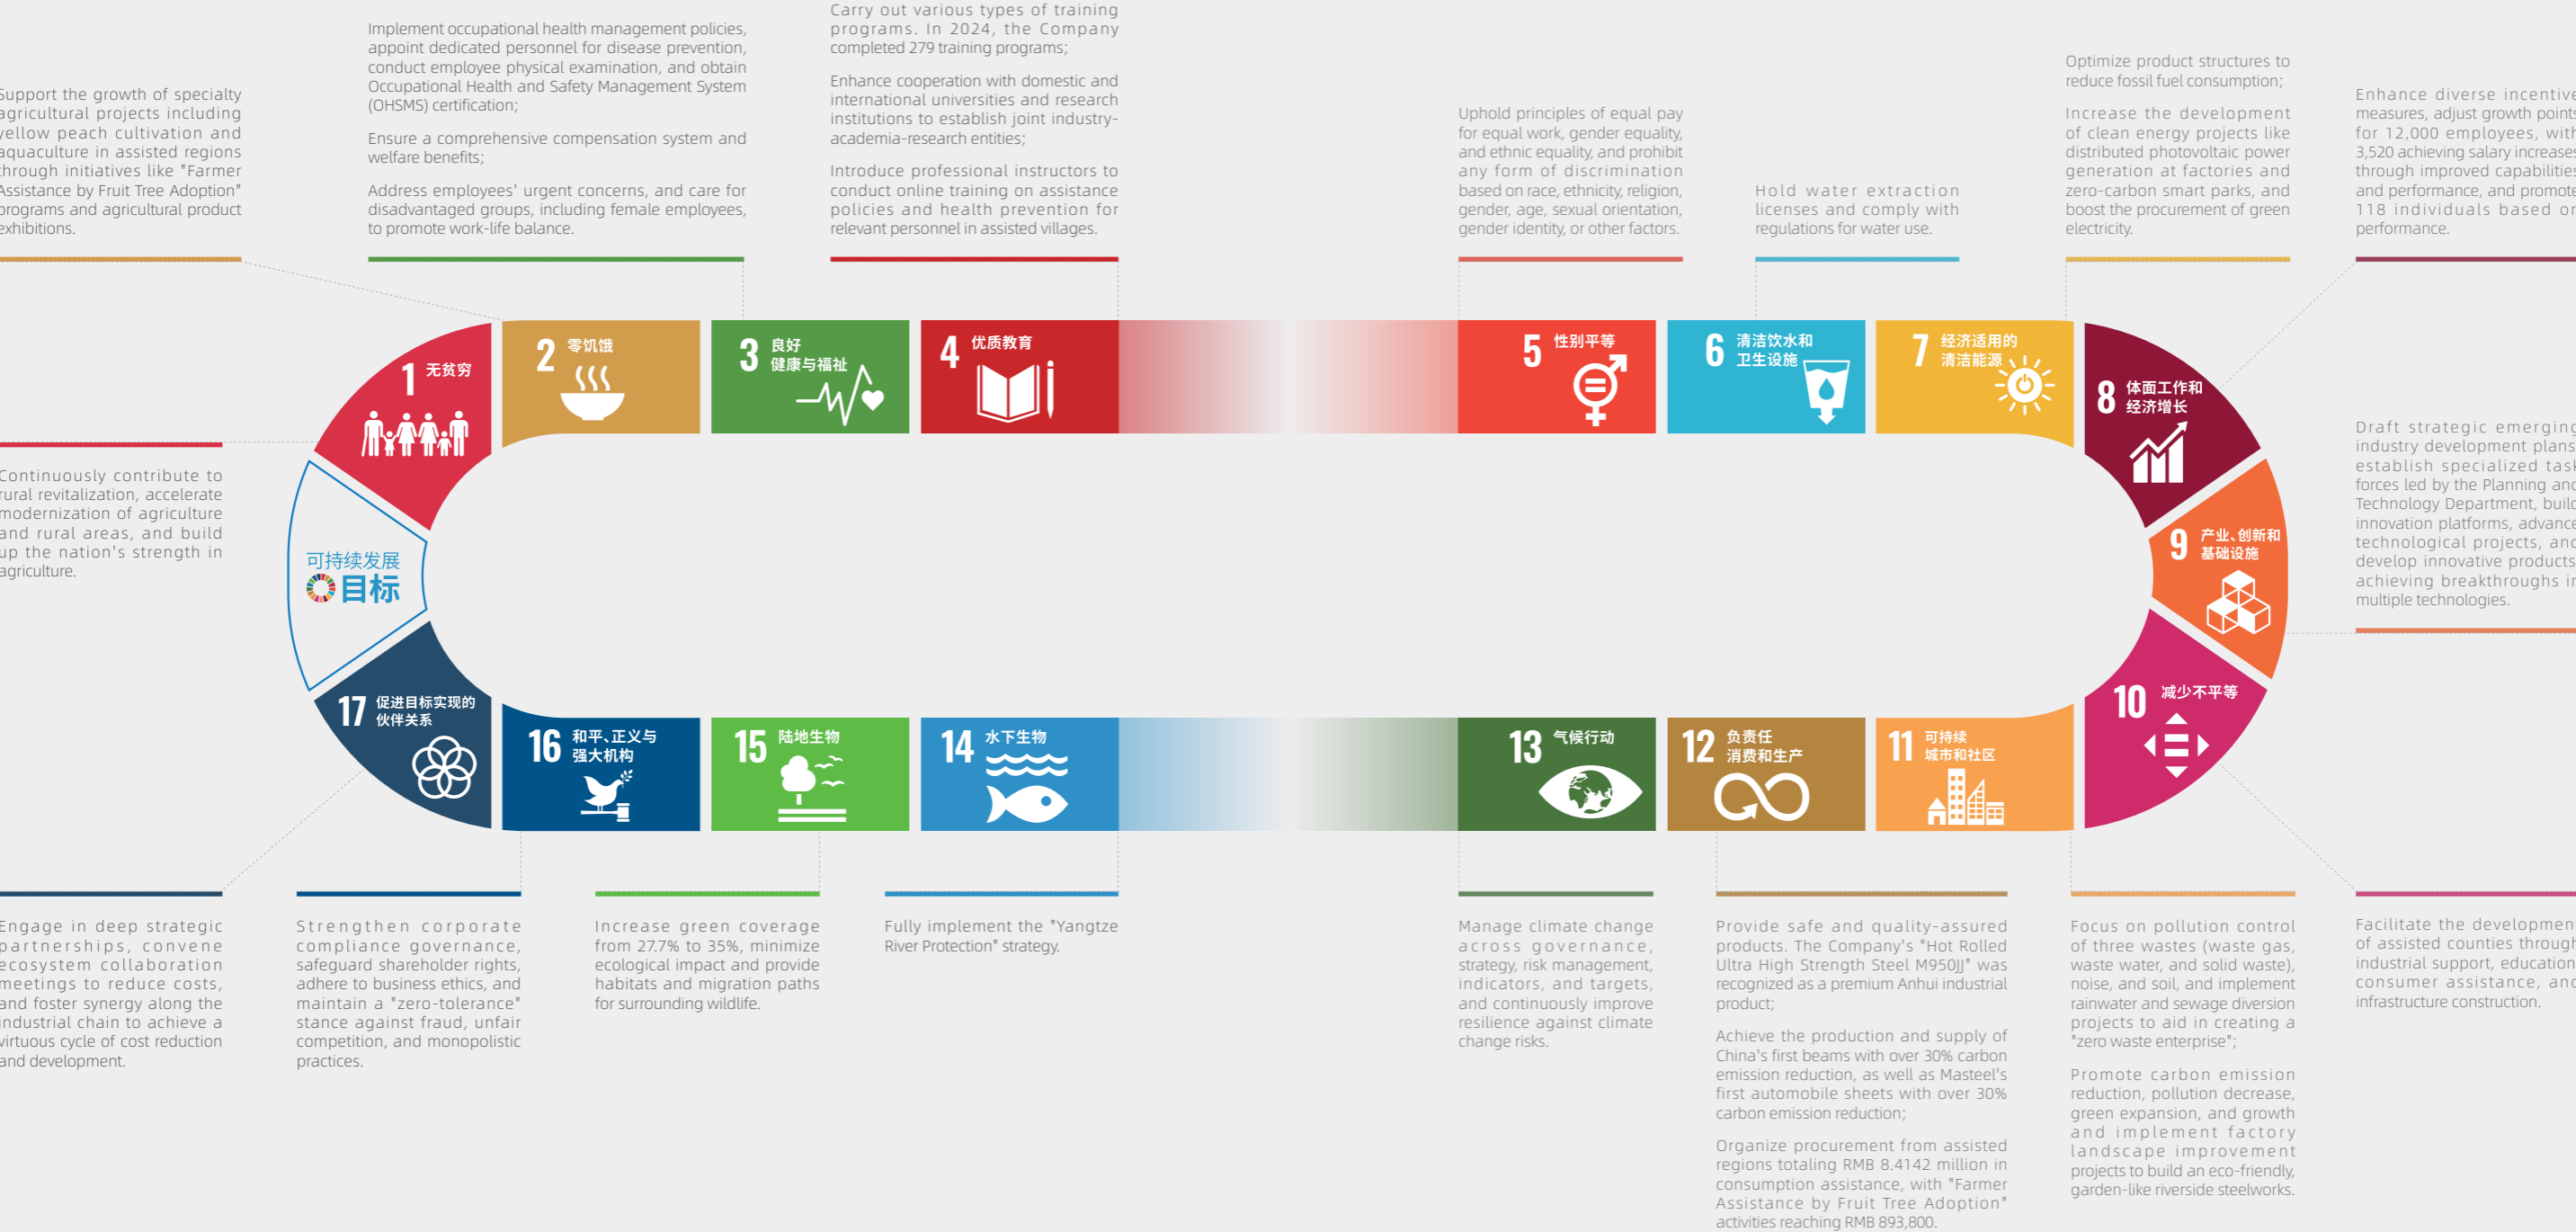 Support the growth of specialty
agricultural projects including
yellow peach cultivation and
aquaculture in assisted regions
through initiatives like "Farmer
Assistance by Fruit Tree Adoption"
programs and agricultural product
exhibitions.
Implement occupational health management policies,
appoint dedicated personnel for disease prevention,
conduct employee physical examination, and obtain
Occupational Health and Safety Management System
(OHSMS) certification;
Ensure a comprehensive compensation system and
welfare benefits;
Address employees' urgent concerns, and care for
disadvantaged groups, including female employees,
to promote work-life balance.
Carry out various types of training
programs. In 2024, the Company
completed 279 training programs;
Enhance cooperation with domestic and
international universities and research
institutions to establish joint industry-
academia-research entities;
Introduce professional instructors to
conduct online training on assistance
policies and health prevention for
relevant personnel in assisted villages.
Uphold principles of equal pay
for equal work, gender equality,
and ethnic equality, and prohibit
any form of discrimination
based on race, ethnicity, religion,
gender, age, sexual orientation,
gender identity, or other factors.
Hold water extraction
licenses and comply with
regulations for water use.
Optimize product structures to
reduce fossil fuel consumption;
Increase the development
of clean energy projects like
distributed photovoltaic power
generation at factories and
zero-carbon smart parks, and
boost the procurement of green
electricity.
Enhance diverse incentive
measures, adjust growth points
for 12,000 employees, with
3,520 achieving salary increases
through improved capabilities
and performance, and promote
118 individuals based on
performance.
1 无贫穷
2 零饥饿
3 良好
健康与福祉
4 优质教育
5 性别平等
6 清洁饮水和
卫生设施
7 经济适用的
清洁能源
8 体面工作和
经济增长
Continuously contribute to
rural revitalization, accelerate
modernization of agriculture
and rural areas, and build
up the nation's strength in
agriculture.
可持续发展
目标
9 产业、创新和
基础设施
Draft strategic emerging
industry development plans,
establish specialized task
forces led by the Planning and
Technology Department, build
innovation platforms, advance
technological projects, and
develop innovative products,
achieving breakthroughs in
multiple technologies.
17 促进目标实现的
伙伴关系
16 和平、正义与
强大机构
15 陆地生物
14 水下生物
13 气候行动
12 负责任
消费和生产
11 可持续
城市和社区
10 减少不平等
Engage in deep strategic
partnerships, convene
ecosystem collaboration
meetings to reduce costs,
and foster synergy along the
industrial chain to achieve a
virtuous cycle of cost reduction
and development.
Strengthen corporate
compliance governance,
safeguard shareholder rights,
adhere to business ethics, and
maintain a "zero-tolerance"
stance against fraud, unfair
competition, and monopolistic
practices.
Increase green coverage
from 27.7% to 35%, minimize
ecological impact and provide
habitats and migration paths
for surrounding wildlife.
Fully implement the "Yangtze
River Protection" strategy.
Manage climate change
across governance,
strategy, risk management,
indicators, and targets,
and continuously improve
resilience against climate
change risks.
Provide safe and quality-assured
products. The Company's "Hot Rolled
Ultra High Strength Steel M950JJ" was
recognized as a premium Anhui industrial
product;
Achieve the production and supply of
China's first beams with over 30% carbon
emission reduction, as well as Masteel's
first automobile sheets with over 30%
carbon emission reduction;
Organize procurement from assisted
regions totaling RMB 8.4142 million in
consumption assistance, with "Farmer
Assistance by Fruit Tree Adoption"
activities reaching RMB 893,800.
Focus on pollution control
of three wastes (waste gas,
waste water, and solid waste),
noise, and soil, and implement
rainwater and sewage diversion
projects to aid in creating a
"zero waste enterprise";
Promote carbon emission
reduction, pollution decrease,
green expansion, and growth
and implement factory
landscape improvement
projects to build an eco-friendly,
garden-like riverside steelworks.
Facilitate the development
of assisted counties through
industrial support, education,
consumer assistance, and
infrastructure construction.